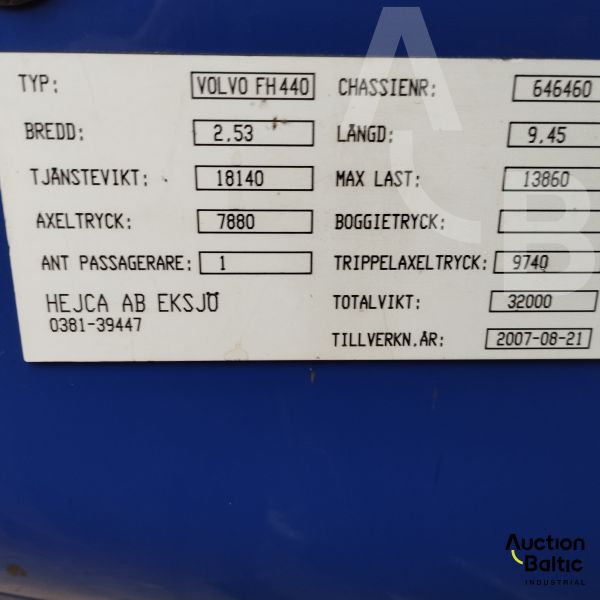 TYP: VOLVO FH440 CHASSIENR: 646460
BREDD: 2.53 LÄNGD: 9.45
TJÄNSTEVIKT: 18140 MAX LAST: 13860
AXELTRYCK: 7880 BOGGIETRYCK:
ANT PASSAGERARE: 1 TRIPPELAXELTRYCK: 9740
HEJCA AB EKSJÖ TOTALVIKT: 32000
0381-39447 TILLVERKN.ÅR: 2007-08-21
AB
Auction
Baltic
INDUSTRIAL